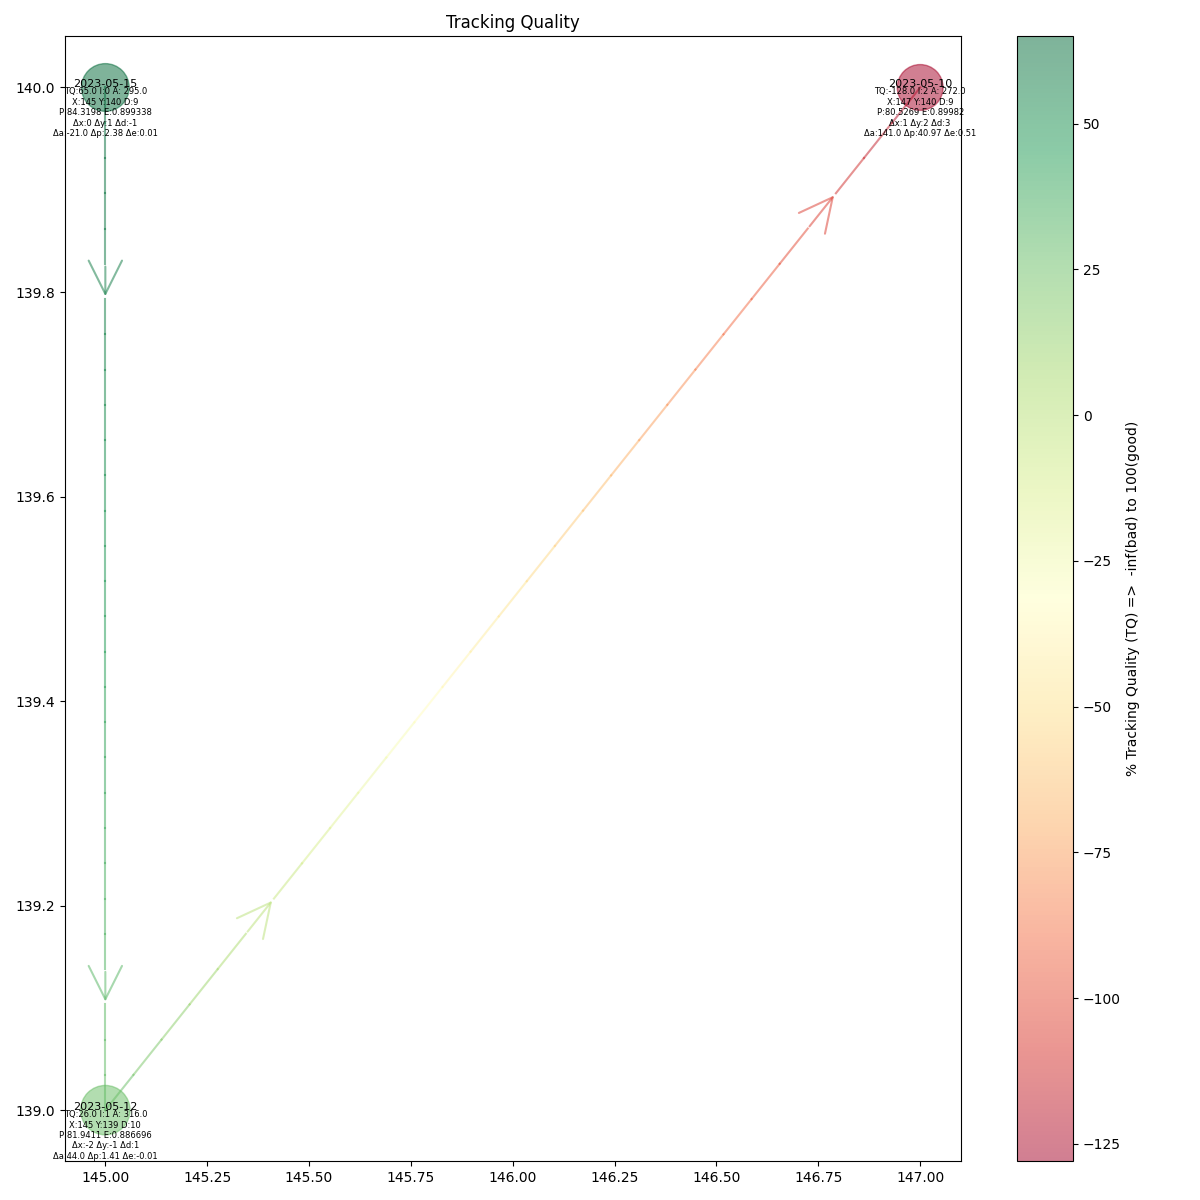 Tracking Quality
2023-05-15
TQ:65.0 I:0 A: 295.0
X:145 Y:140 D:9
P:84.3198 E:0.899338
Δx:0 Δy:1 Δd:-1
Δa:-21.0 Δp:2.38 Δe:0.01
2023-05-10
TQ:-128.0 I:2 A: 272.0
X:147 Y:140 D:9
P:80.5269 E:0.89982
Δx:1 Δy:2 Δd:3
Δa:141.0 Δp:40.97 Δe:0.51
2023-05-12
TQ:26.0 I:1 A: 316.0
X:145 Y:139 D:10
P:81.9411 E:0.886696
Δx:-2 Δy:-1 Δd:1
Δa:44.0 Δp:1.41 Δe:-0.01
140.0
139.8
139.6
139.4
139.2
139.0
145.00 145.25 145.50 145.75 146.00 146.25 146.50 146.75 147.00
50
25
0
−25
−50
−75
−100
−125
% Tracking Quality (TQ) => -inf(bad) to 100(good)